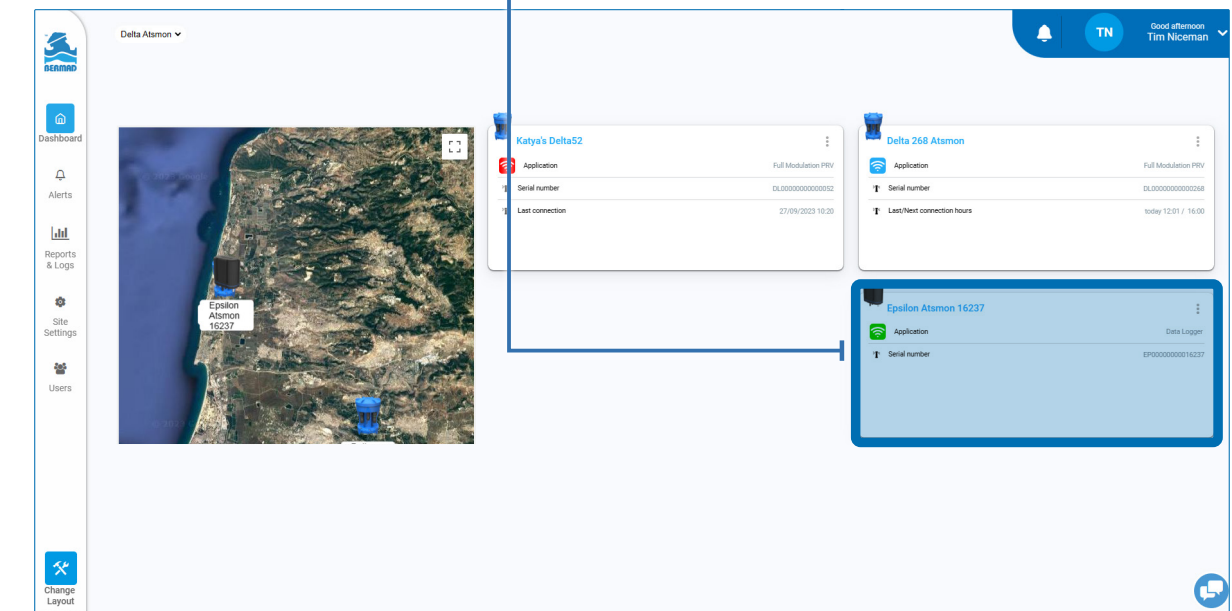 Delta Atsmon
TN
Good afternoon
Tim Niceman
BERMAD
Dashboard
Alerts
Reports
& Logs
Site
Settings
Users
Change
Layout
Epsilon
Atsmon
16237
Katya's Delta52
Application
Full Modulation PRV
Serial number
DL00000000000052
Last connection
27/09/2023 10:20
Delta 268 Atsmon
Application
Full Modulation PRV
Serial number
DL00000000000268
Last/Next connection hours
today 12:01 / 16:00
Epsilon Atsmon 16237
Application
Data Logger
Serial number
EP00000000016237